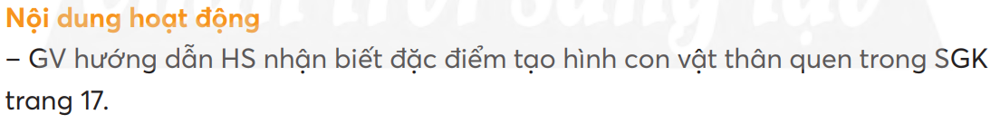 Nội dung hoạt động
– GV hướng dẫn HS nhận biết đặc điểm tạo hình con vật thân quen trong SGK
trang 17.